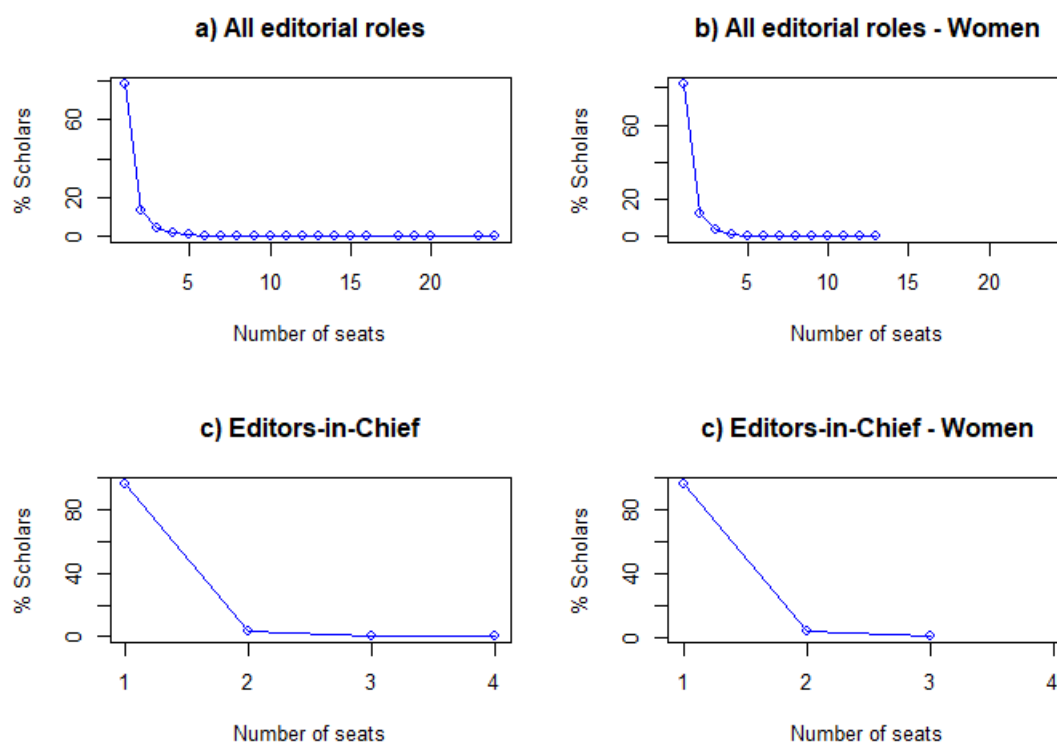 a) All editorial roles
% Scholars
60
20
0
5 10 15 20
Number of seats
b) All editorial roles - Women
% Scholars
60
20
0
5 10 15 20
Number of seats
c) Editors-in-Chief
% Scholars
80
40
0
1 2 3 4
Number of seats
c) Editors-in-Chief - Women
% Scholars
80
40
0
1 2 3 4
Number of seats